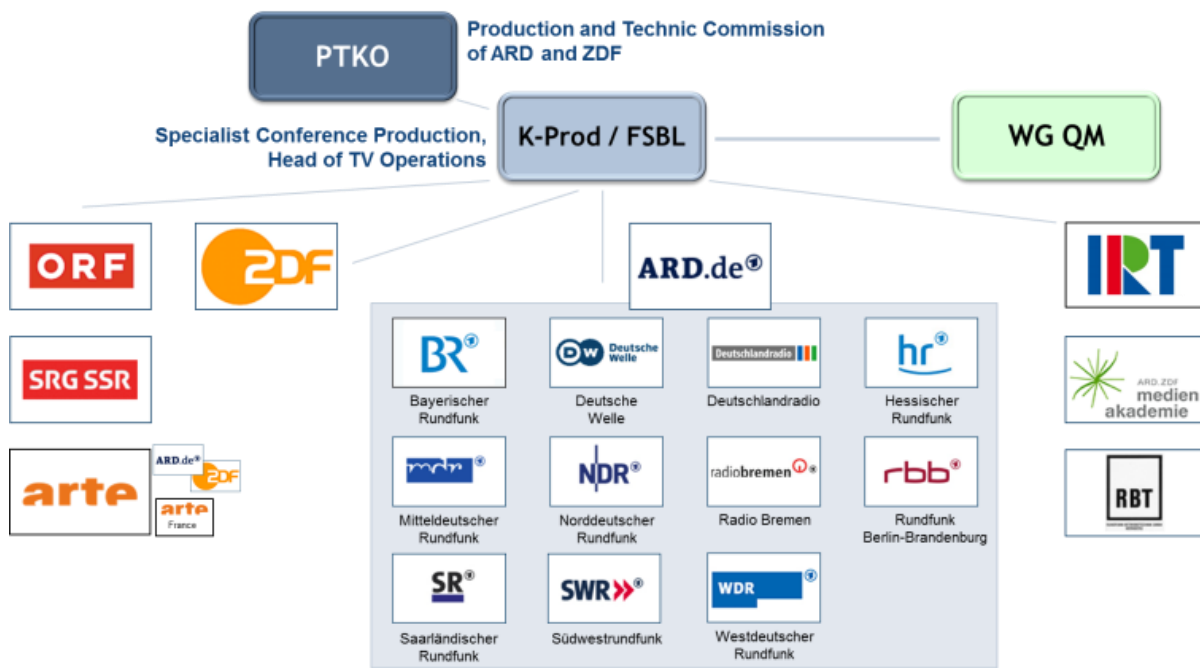 PTKO
Production and Technic Commission
of ARD and ZDF
Specialist Conference Production,
Head of TV Operations
K-Prod / FSBL
WG QM
ORF
ZDF
ARD.de
IRT
SRG SSR
arte
ARD.de
ZDF
arte
France
BR
Bayerischer
Rundfunk
DW Deutsche
Welle
Deutsche
Welle
Deutschlandradio
Deutschlandradio
hr
Hessischer
Rundfunk
mdr
Mitteldeutscher
Rundfunk
NDR
Norddeutscher
Rundfunk
radiobremen
Radio Bremen
rbb
Rundfunk
Berlin-Brandenburg
SR
Saarländischer
Rundfunk
SWR
Südwestrundfunk
WDR
Westdeutscher
Rundfunk
ARD.ZDF
medien
akademie
RBT